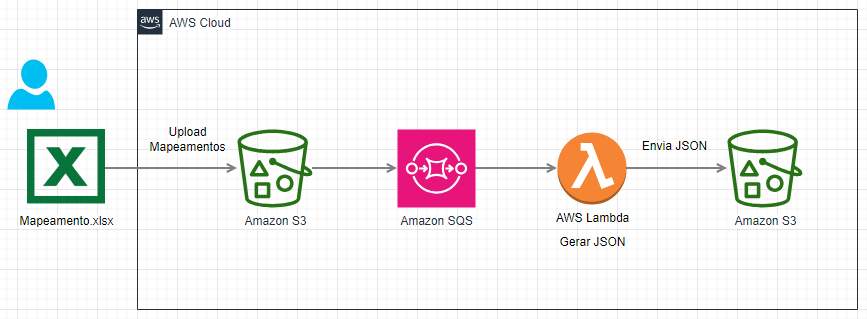 aws
AWS Cloud
Upload
Mapeamentos
Envia JSON
X
Mapeamento.xlsx
Amazon S3
Amazon SQS
AWS Lambda
Gerar JSON
Amazon S3